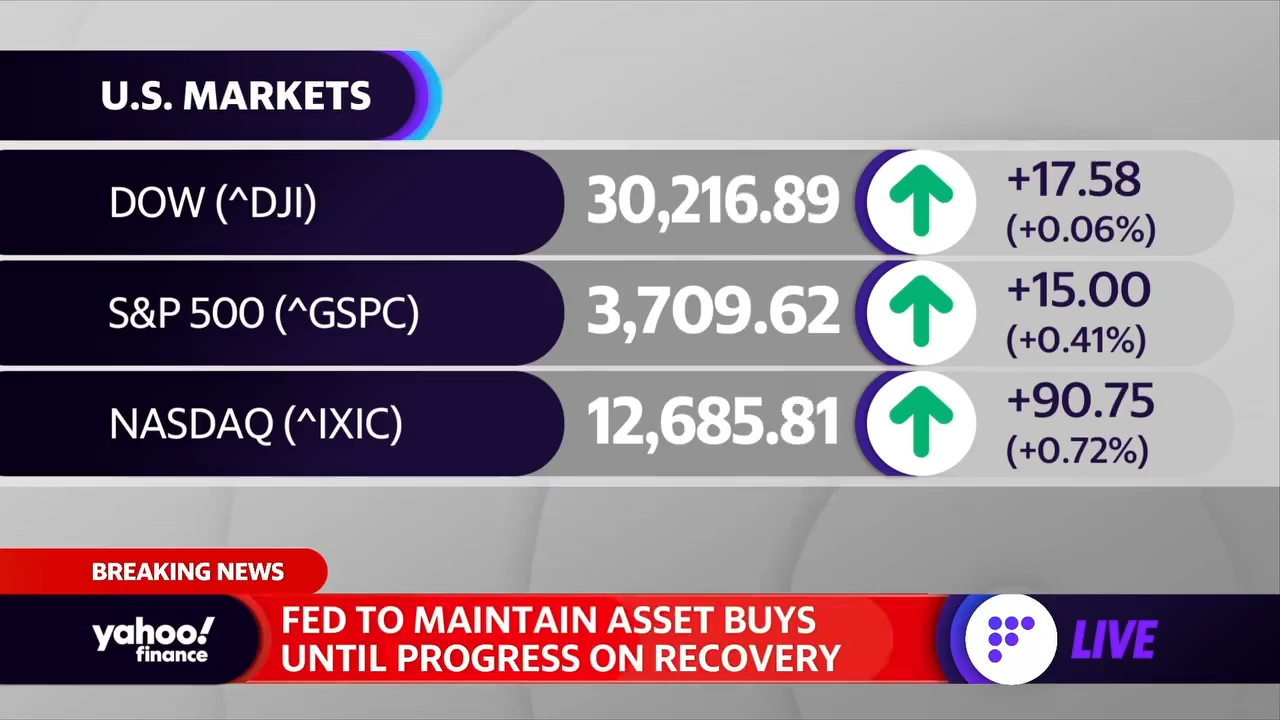 U.S. MARKETS
DOW (^DJI) 30,216.89 +17.58
(+0.06%)
S&P 500 (^GSPC) 3,709.62 +15.00
(+0.41%)
NASDAQ (^IXIC) 12,685.81 +90.75
(+0.72%)
BREAKING NEWS
yahoo!
finance
FED TO MAINTAIN ASSET BUYS
UNTIL PROGRESS ON RECOVERY
LIVE